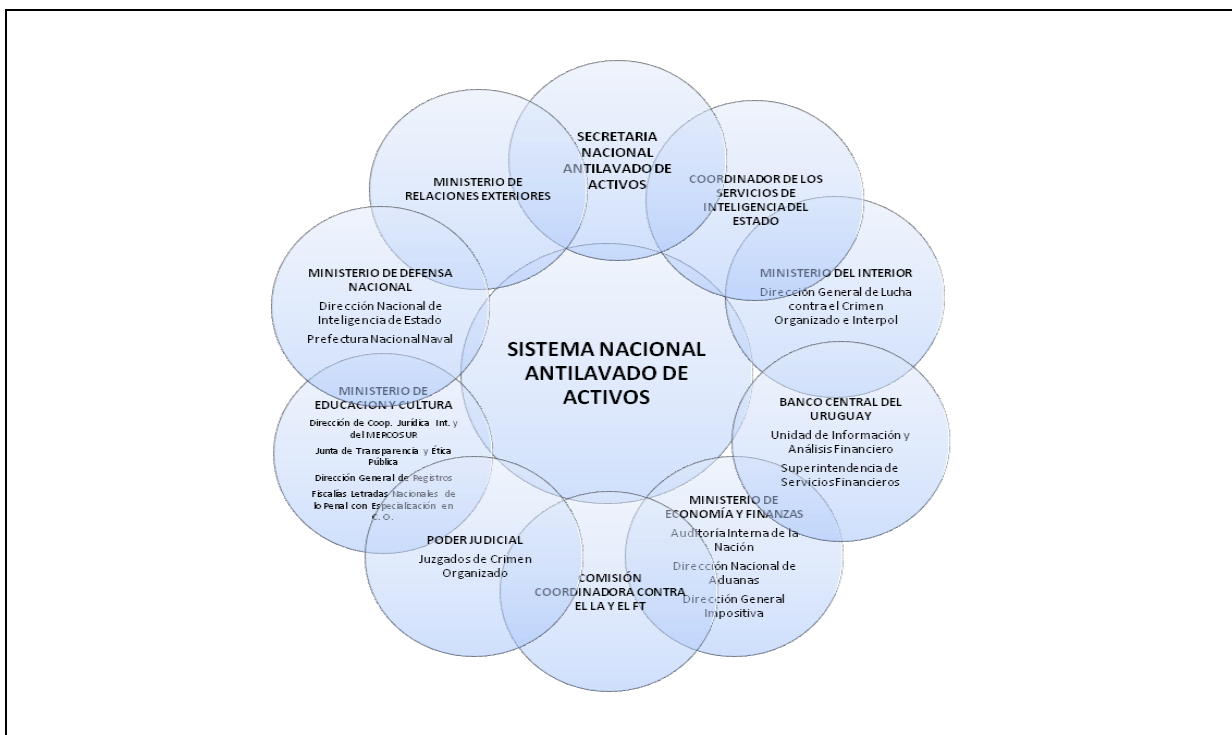 SECRETARIA
NACIONAL
ANTILAVADO DE
ACTIVOS
COORDINADOR DE LOS
SERVICIOS DE
INTELIGENCIA DEL
ESTADO
MINISTERIO DEL INTERIOR
Dirección General de Lucha
contra el Crimen
Organizado e Interpol
BANCO CENTRAL DEL
URUGUAY
Unidad de Información y
Análisis Financiero
Superintendencia de
Servicios Financieros
MINISTERIO DE
ECONOMÍA Y FINANZAS
Auditoría Interna de la
Nación
Dirección Nacional de
Aduanas
Dirección General
Impositiva
COMISIÓN
COORDINADORA CONTRA
EL LA Y EL FT
PODER JUDICIAL
Juzgados de Crimen
Organizado
MINISTERIO DE
EDUCACION Y CULTURA
Dirección de Coop. Jurídica Int. y
del MERCOSUR
Junta de Transparencia y Ética
Pública
Dirección General de Registros
Fiscalías Letradas Nacionales de
lo Penal con Especialización en
C. O.
MINISTERIO DE DEFENSA
NACIONAL
Dirección Nacional de
Inteligencia de Estado
Prefectura Nacional Naval
MINISTERIO DE
RELACIONES EXTERIORES
SISTEMA NACIONAL
ANTILAVADO DE
ACTIVOS